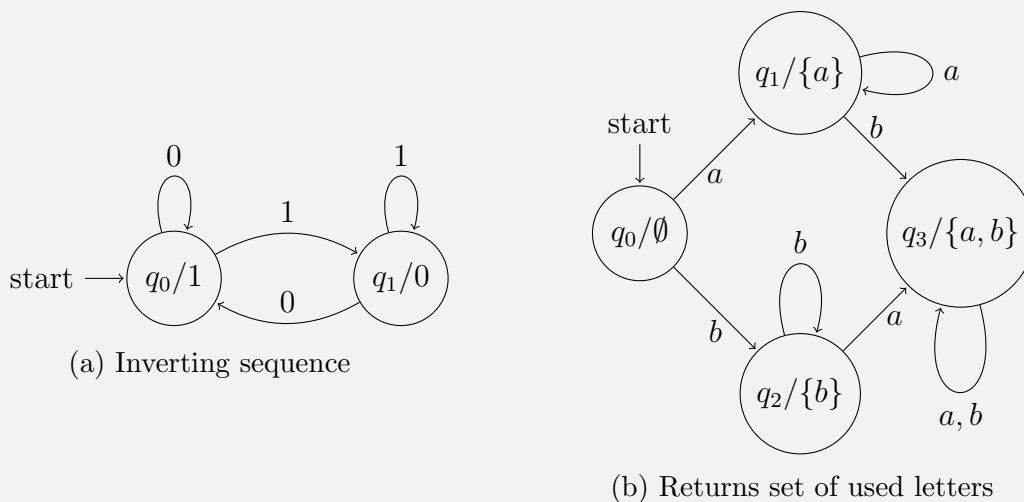 0
1
1
start
q₀/1
q₁/0
0
(a) Inverting sequence
q₁/{a}
a
start
b
a
q₀/∅
q₃/{a, b}
b
b
a
q₂/{b}
a, b
(b) Returns set of used letters